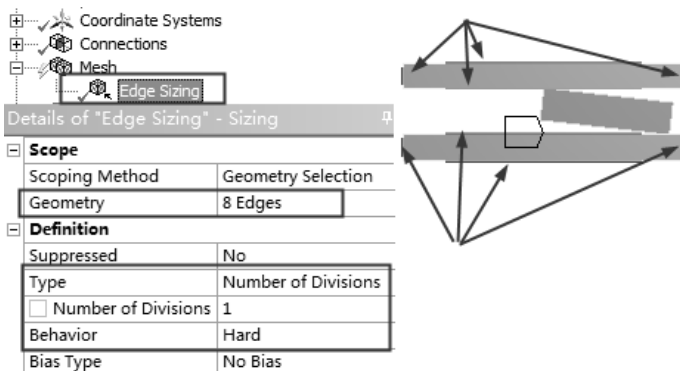 Coordinate Systems
Connections
Mesh
Edge Sizing
Details of "Edge Sizing" - Sizing
Scope
Scoping Method Geometry Selection
Geometry 8 Edges
Definition
Suppressed No
Type Number of Divisions
Number of Divisions 1
Behavior Hard
Bias Type No Bias